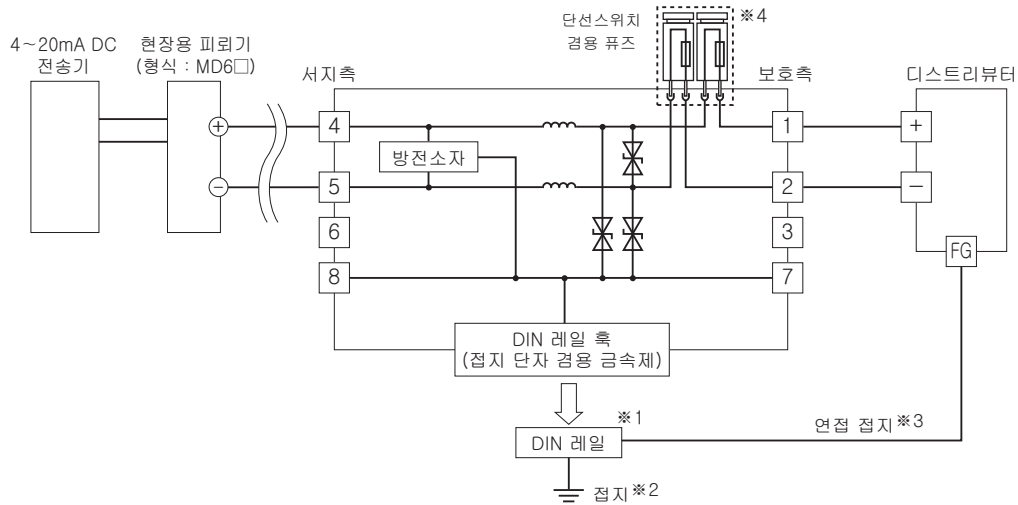 단선스위치
겸용 퓨즈
※4
4~20mA DC
전송기
현장용 피뢰기
(형식 : MD6□)
서지측
보호측
디스트리뷰터
+
4
1
+
방전소자
−
5
2
−
6
3
FG
8
7
DIN 레일 훅
(접지 단자 겸용 금속제)
※1
DIN 레일
연접 접지※3
접지※2